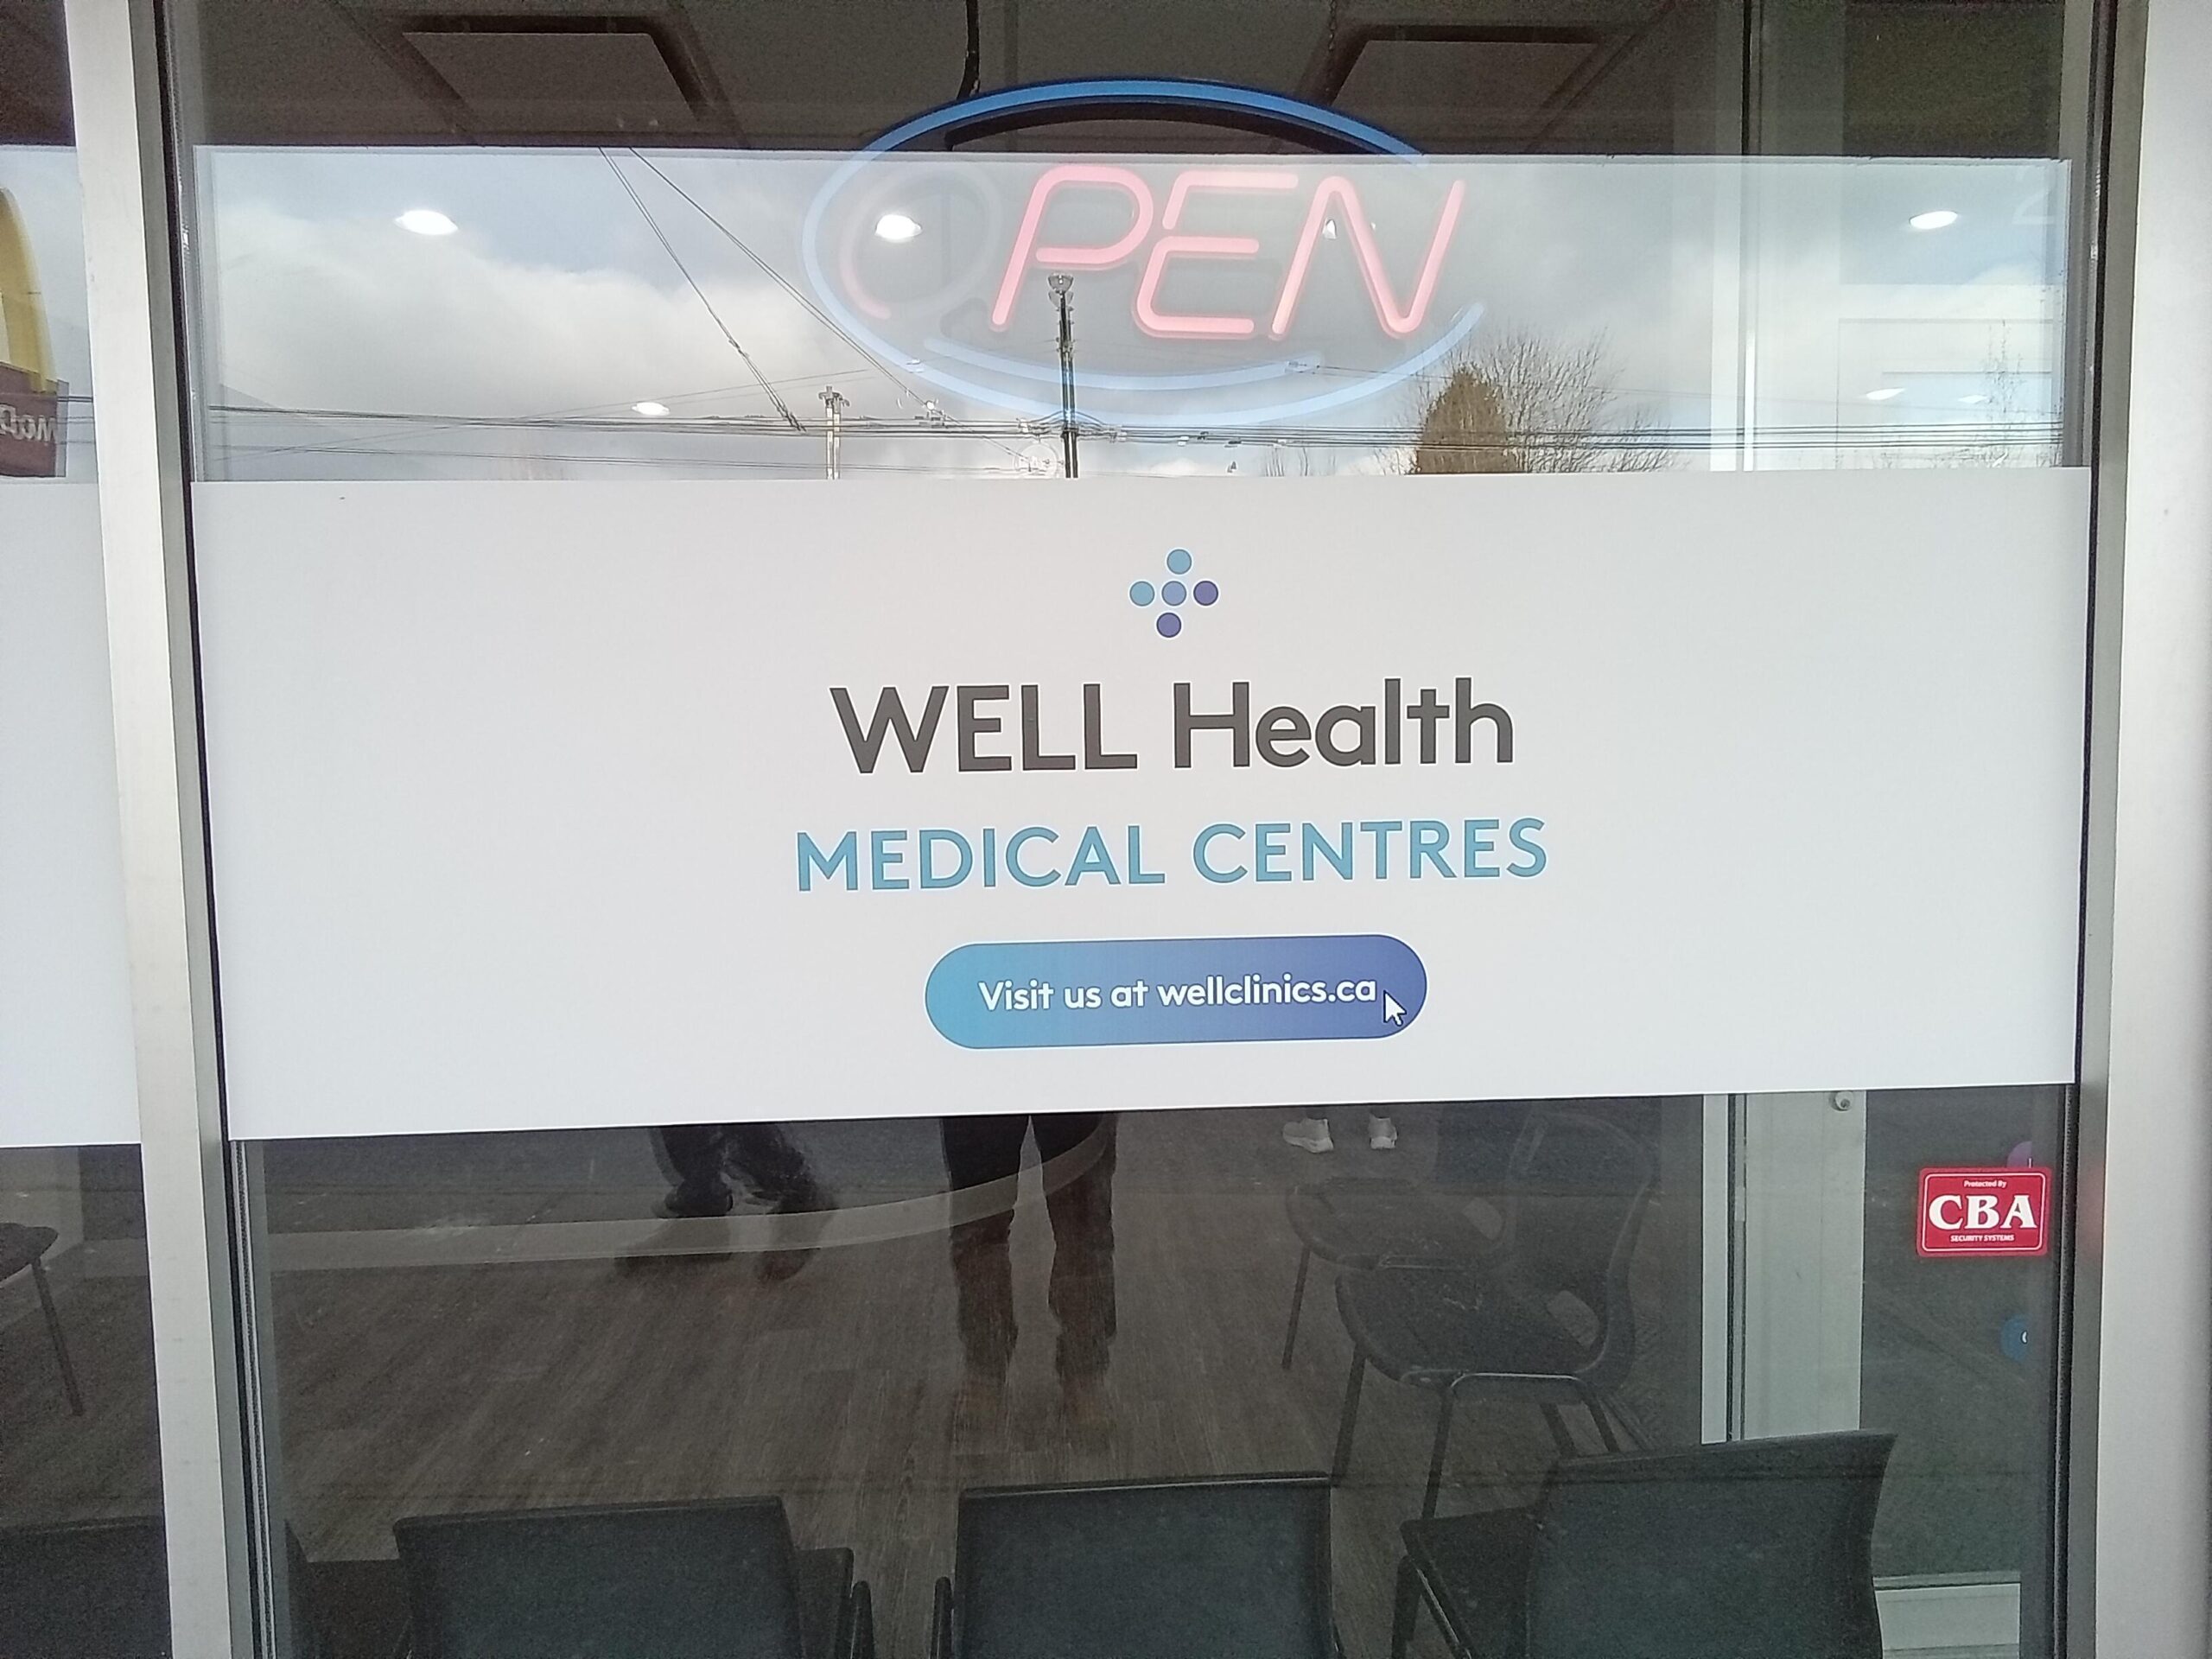 OPEN
WELL Health
MEDICAL CENTRES
Visit us at wellclinics.ca
Protected By
CBA
SECURITY SYSTEMS